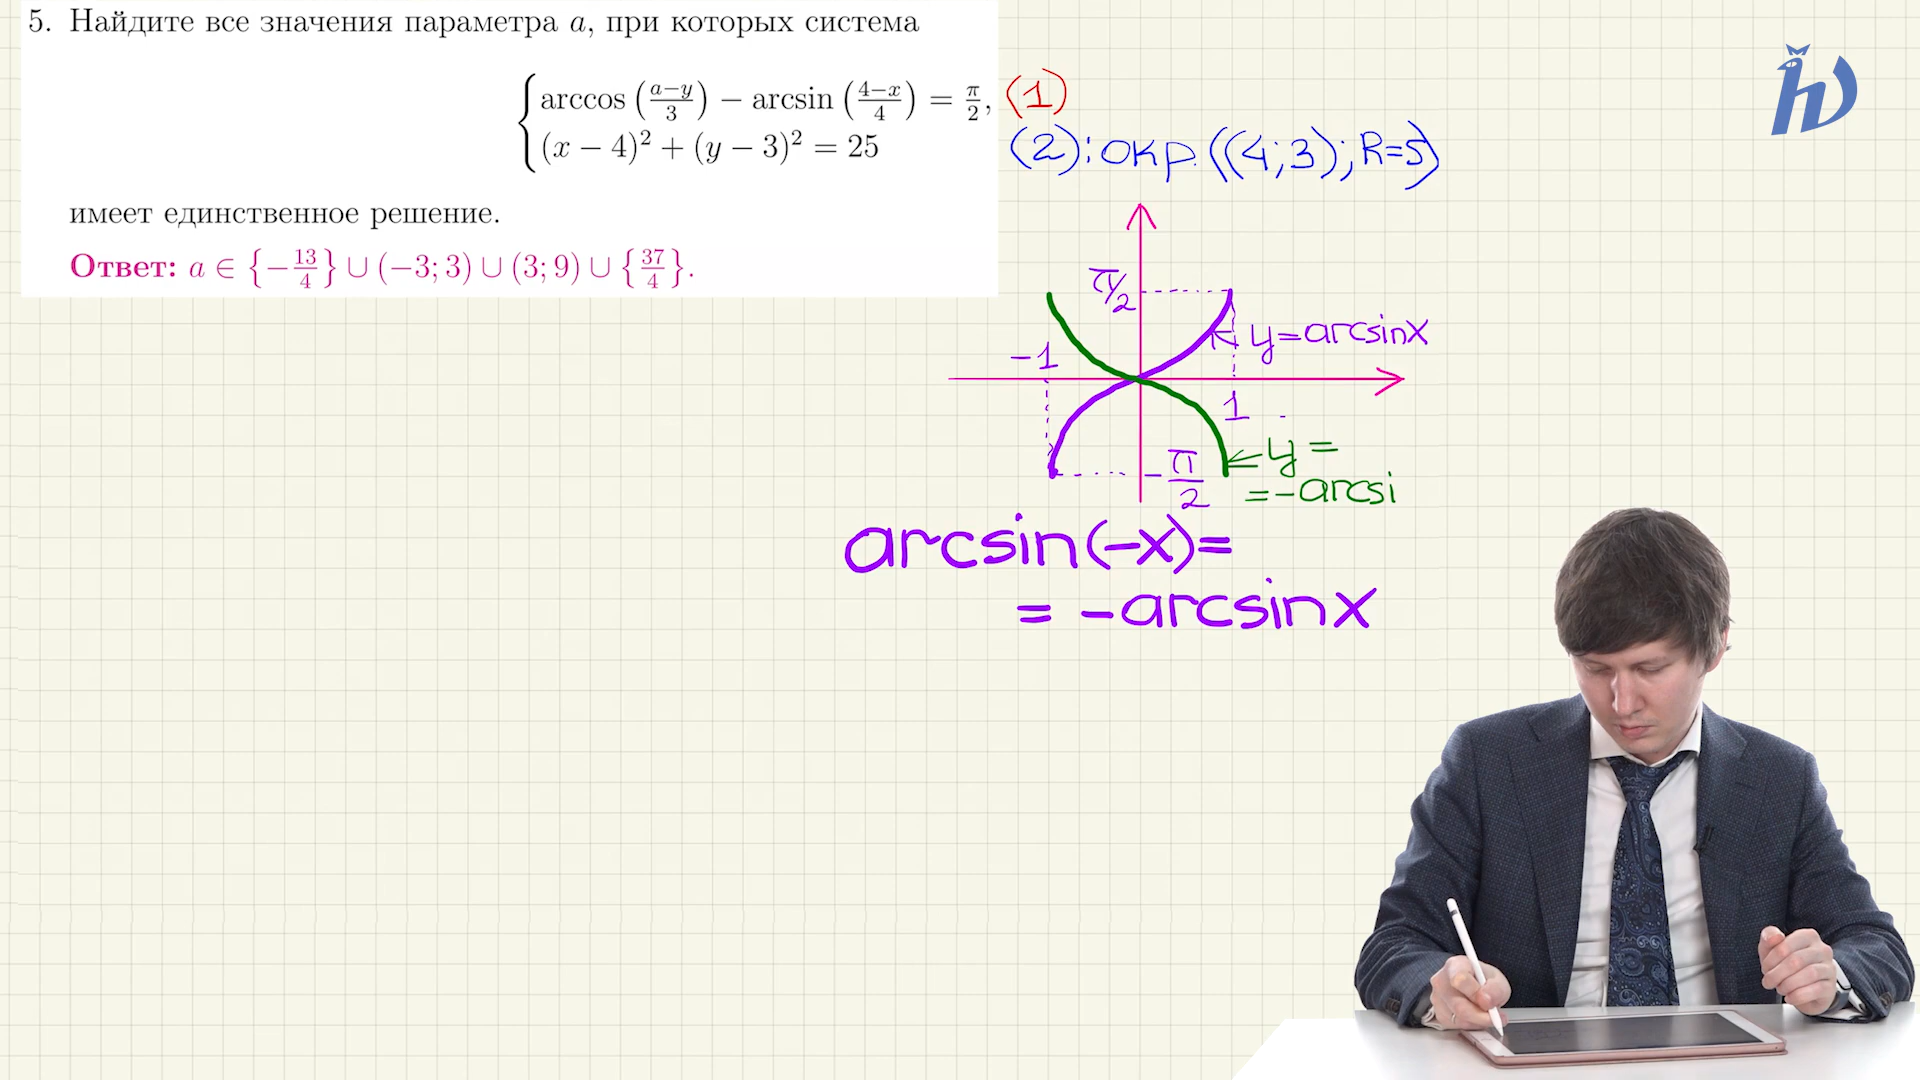 5. Найдите все значения параметра a, при которых система
{ arccos((a−y)/3) − arcsin((4−x)/4) = π/2, (1)
(x − 4)² + (y − 3)² = 25 (2): окр. ((4;3); R=5)
имеет единственное решение.
Ответ: a ∈ {−13/4} ∪ (−3; 3) ∪ (3; 9) ∪ {37/4}.
π/2
y=arcsinx
−1
1
y =
−π/2
=−arcsi
arcsin(−x)=
= −arcsinx